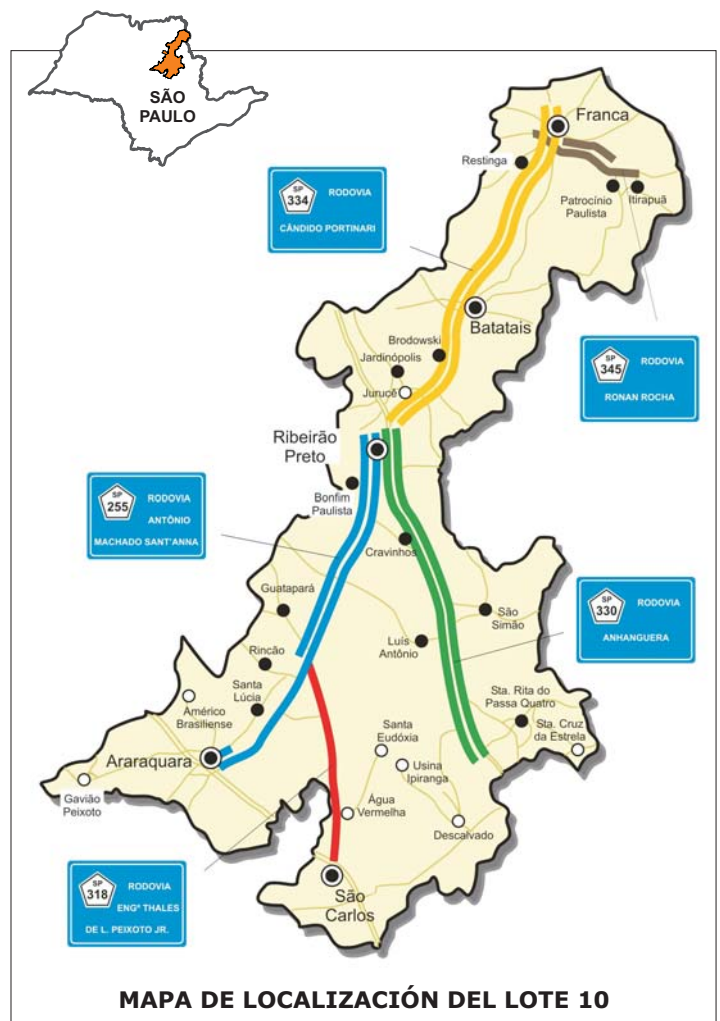 SÃO
PAULO
Franca
Restinga
Patrocínio
Paulista
Itirapuã
SP
334
RODOVIA
CÂNDIDO PORTINARI
Batatais
Brodowski
Jardinópolis
Jurucê
SP
345
RODOVIA
RONAN ROCHA
Ribeirão
Preto
Bonfim
Paulista
SP
255
RODOVIA
ANTÔNIO
MACHADO SANT'ANNA
Cravinhos
Guatapará
São
Simão
SP
330
RODOVIA
ANHANGUERA
Luís
Antônio
Rincão
Santa
Lúcia
Américo
Brasiliense
Sta. Rita do
Passa Quatro
Sta. Cruz
da Estrela
Santa
Eudóxia
Usina
Ipiranga
Araraquara
Gavião
Peixoto
Água
Vermelha
Descalvado
SP
318
RODOVIA
ENGº THALES
DE L. PEIXOTO JR.
São
Carlos
MAPA DE LOCALIZACIÓN DEL LOTE 10